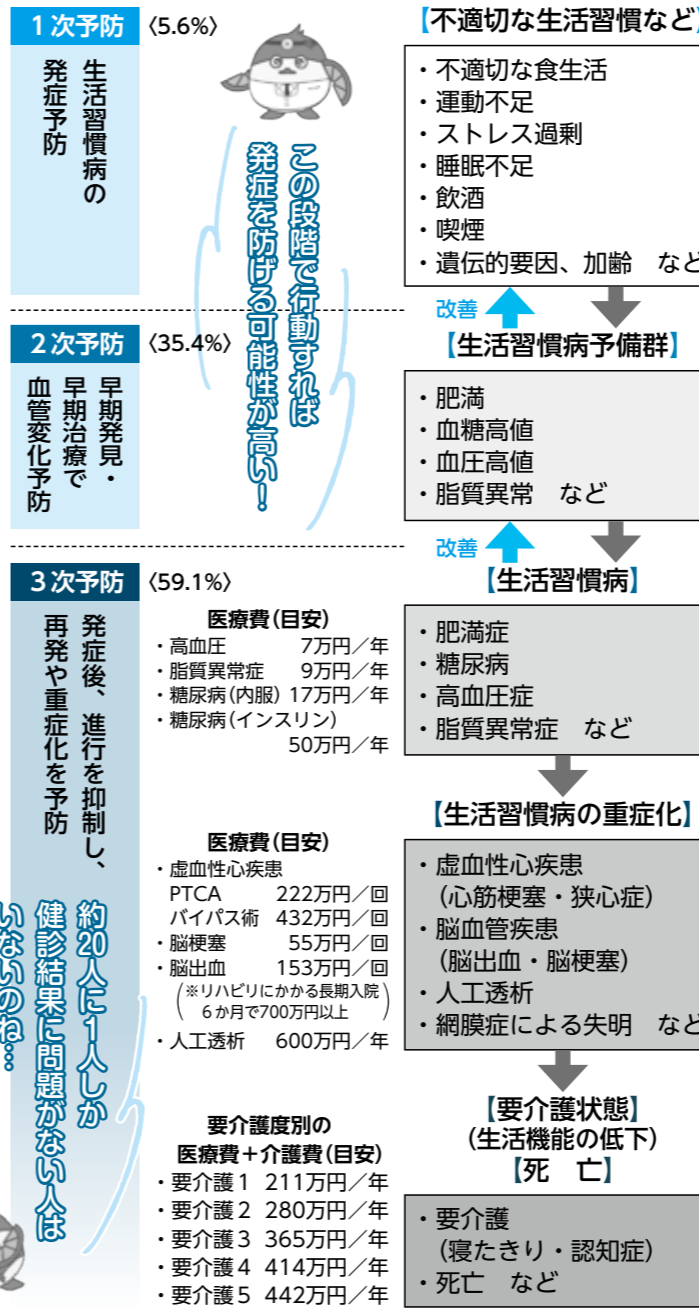 1次予防 〈5.6%〉
生活習慣病の
発症予防
この段階で行動すれば
発症を防げる可能性が高い！
【不適切な生活習慣など】
・不適切な食生活
・運動不足
・ストレス過剰
・睡眠不足
・飲酒
・喫煙
・遺伝的要因、加齢　など
改善
2次予防 〈35.4%〉
早期発見・
早期治療で
血管変化予防
【生活習慣病予備群】
・肥満
・血糖高値
・血圧高値
・脂質異常　など
改善
3次予防 〈59.1%〉
発症後、進行を抑制し、
再発や重症化を予防
医療費（目安）
・高血圧　7万円／年
・脂質異常症　9万円／年
・糖尿病（内服）17万円／年
・糖尿病（インスリン）
50万円／年
【生活習慣病】
・肥満症
・糖尿病
・高血圧症
・脂質異常症　など
医療費（目安）
・虚血性心疾患
PTCA　222万円／回
バイパス術　432万円／回
・脳梗塞　55万円／回
・脳出血　153万円／回
（※リハビリにかかる長期入院
6か月で700万円以上）
・人工透析　600万円／年
【生活習慣病の重症化】
・虚血性心疾患
（心筋梗塞・狭心症）
・脳血管疾患
（脳出血・脳梗塞）
・人工透析
・網膜症による失明　など
約20人に1人しか
健診結果に問題がない人は
いないのね…
要介護度別の
医療費＋介護費（目安）
・要介護1　211万円／年
・要介護2　280万円／年
・要介護3　365万円／年
・要介護4　414万円／年
・要介護5　442万円／年
【要介護状態】
（生活機能の低下）
【死　亡】
・要介護
（寝たきり・認知症）
・死亡　など